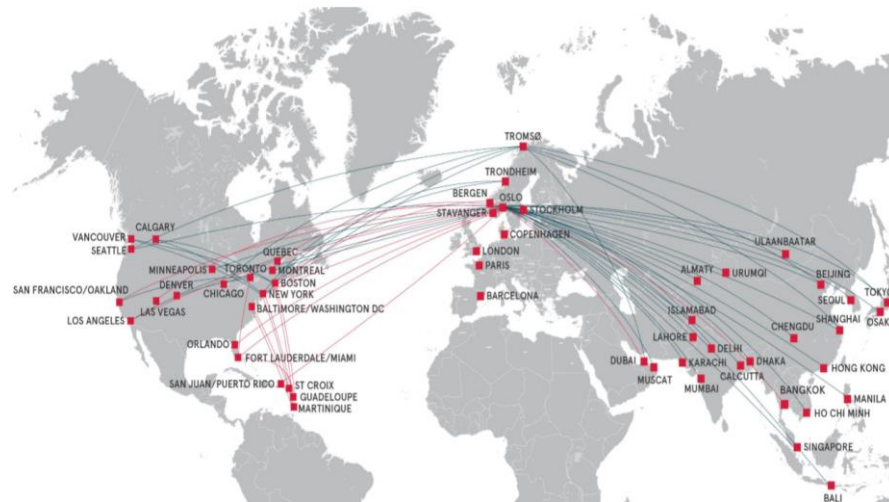 TROMSØ
TRONDHEIM
BERGEN
OSLO
STAVANGER
STOCKHOLM
COPENHAGEN
LONDON
PARIS
BARCELONA
VANCOUVER
CALGARY
SEATTLE
QUÉBEC
MINNEAPOLIS
TORONTO
MONTREAL
DENVER
BOSTON
SAN FRANCISCO/OAKLAND
CHICAGO
NEW YORK
LAS VEGAS
BALTIMORE/WASHINGTON DC
LOS ANGELES
ORLANDO
FORT LAUDERDALE/MIAMI
SAN JUAN/PUERTO RICO
ST CROIX
GUADELOUPE
MARTINIQUE
ULAANBAATAR
ALMATY
URUMQI
BEIJING
SEOUL
TOKYO
OSAK
ISLAMABAD
SHANGHAI
LAHORE
CHENGDU
DELHI
DUBAI
KARACHI
DHAKA
MUSCAT
CALCUTTA
HONG KONG
MUMBAI
BANGKOK
MANILA
HO CHI MINH
SINGAPORE
BALI